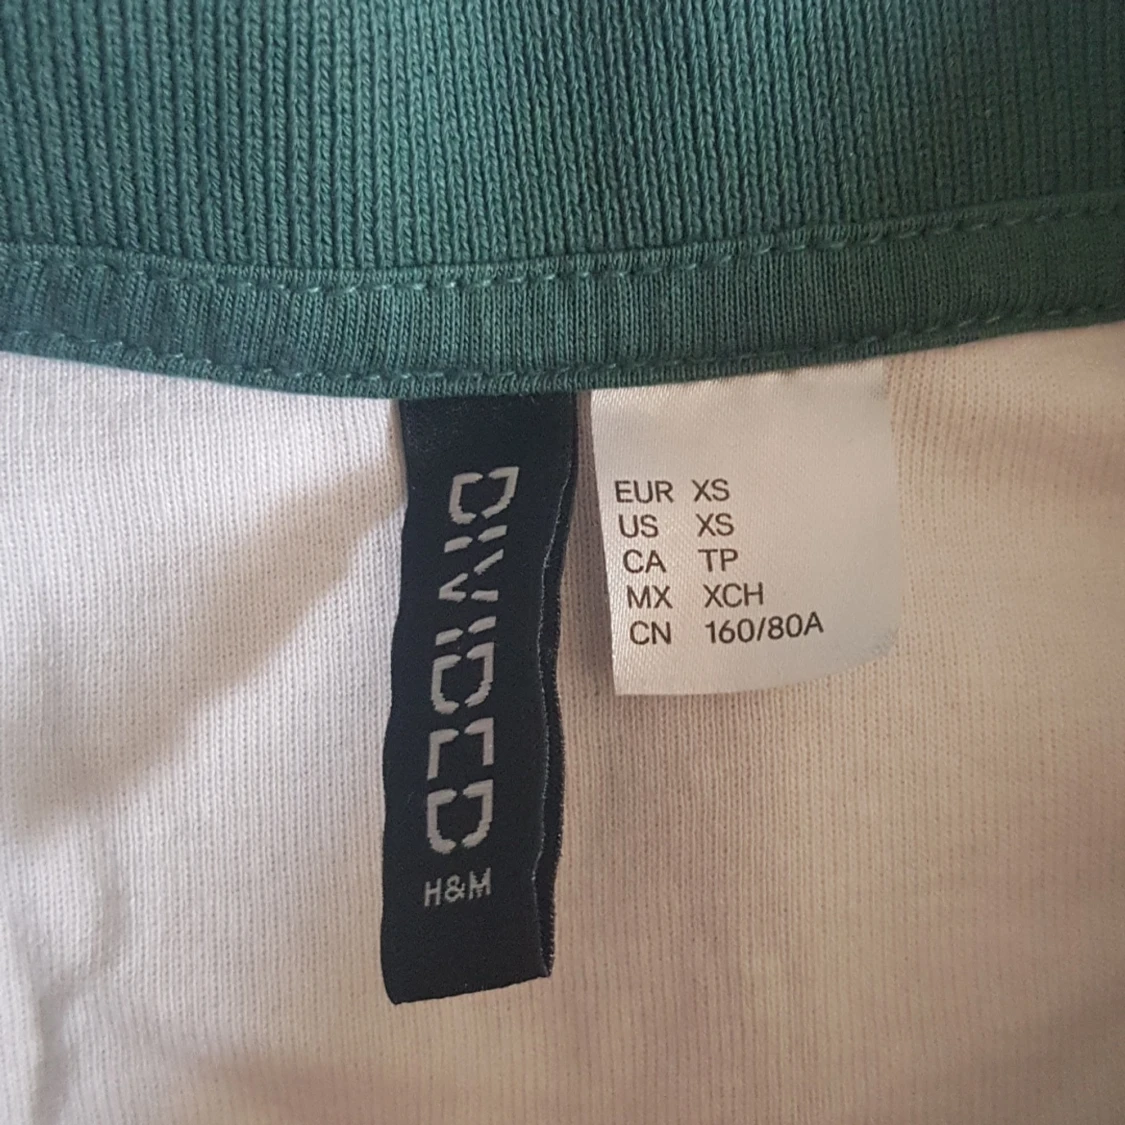 DIVIDED
H&M
EUR XS
US XS
CA TP
MX XCH
CN 160/80A